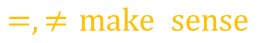 =, ≠ make sense